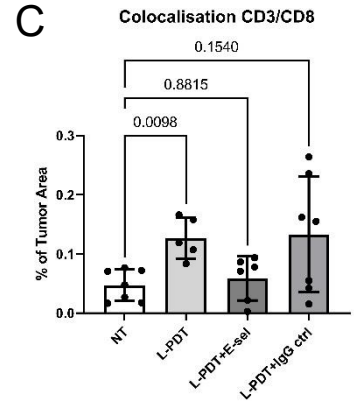 C
Colocalisation CD3/CD8
0.1540
0.8815
0.0098
% of Tumor Area
0.3
0.2
0.1
0.0
NT
L-PDT
L-PDT+E-sel
L-PDT+IgG ctrl